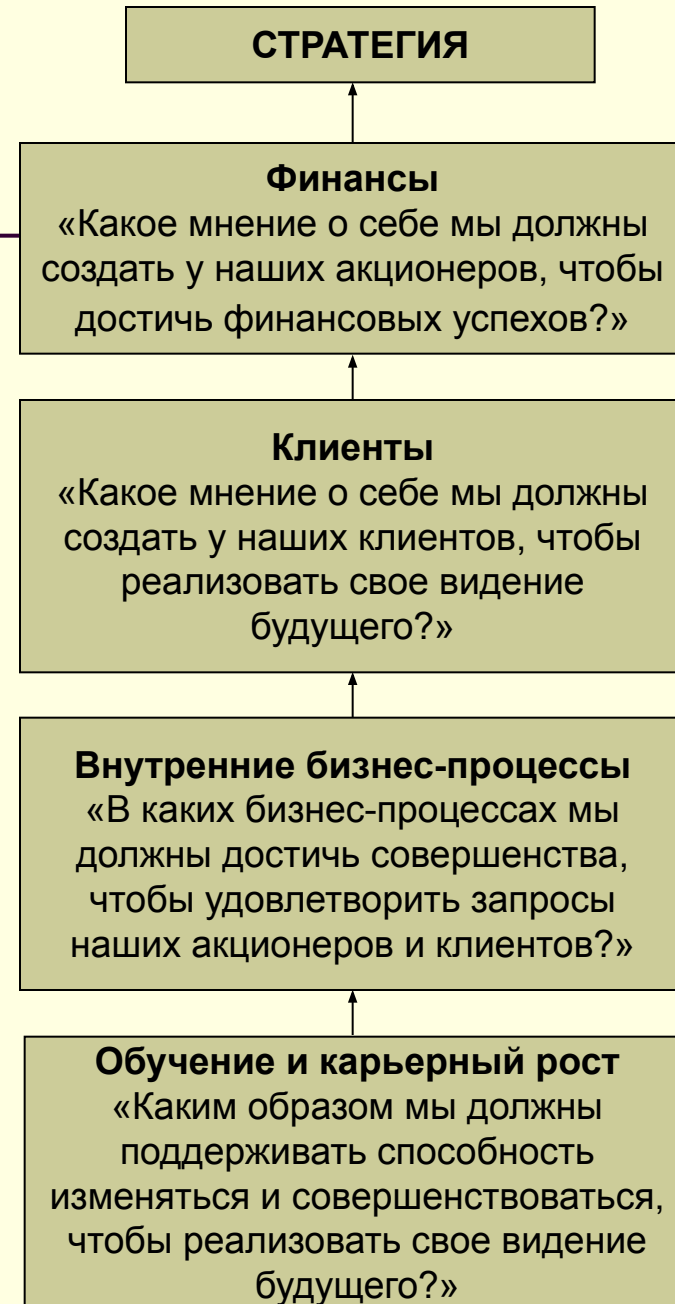 СТРАТЕГИЯ
Финансы
«Какое мнение о себе мы должны
создать у наших акционеров, чтобы
достичь финансовых успехов?»
Клиенты
«Какое мнение о себе мы должны
создать у наших клиентов, чтобы
реализовать свое видение
будущего?»
Внутренние бизнес-процессы
«В каких бизнес-процессах мы
должны достичь совершенства,
чтобы удовлетворить запросы
наших акционеров и клиентов?»
Обучение и карьерный рост
«Каким образом мы должны
поддерживать способность
изменяться и совершенствоваться,
чтобы реализовать свое видение
будущего?»